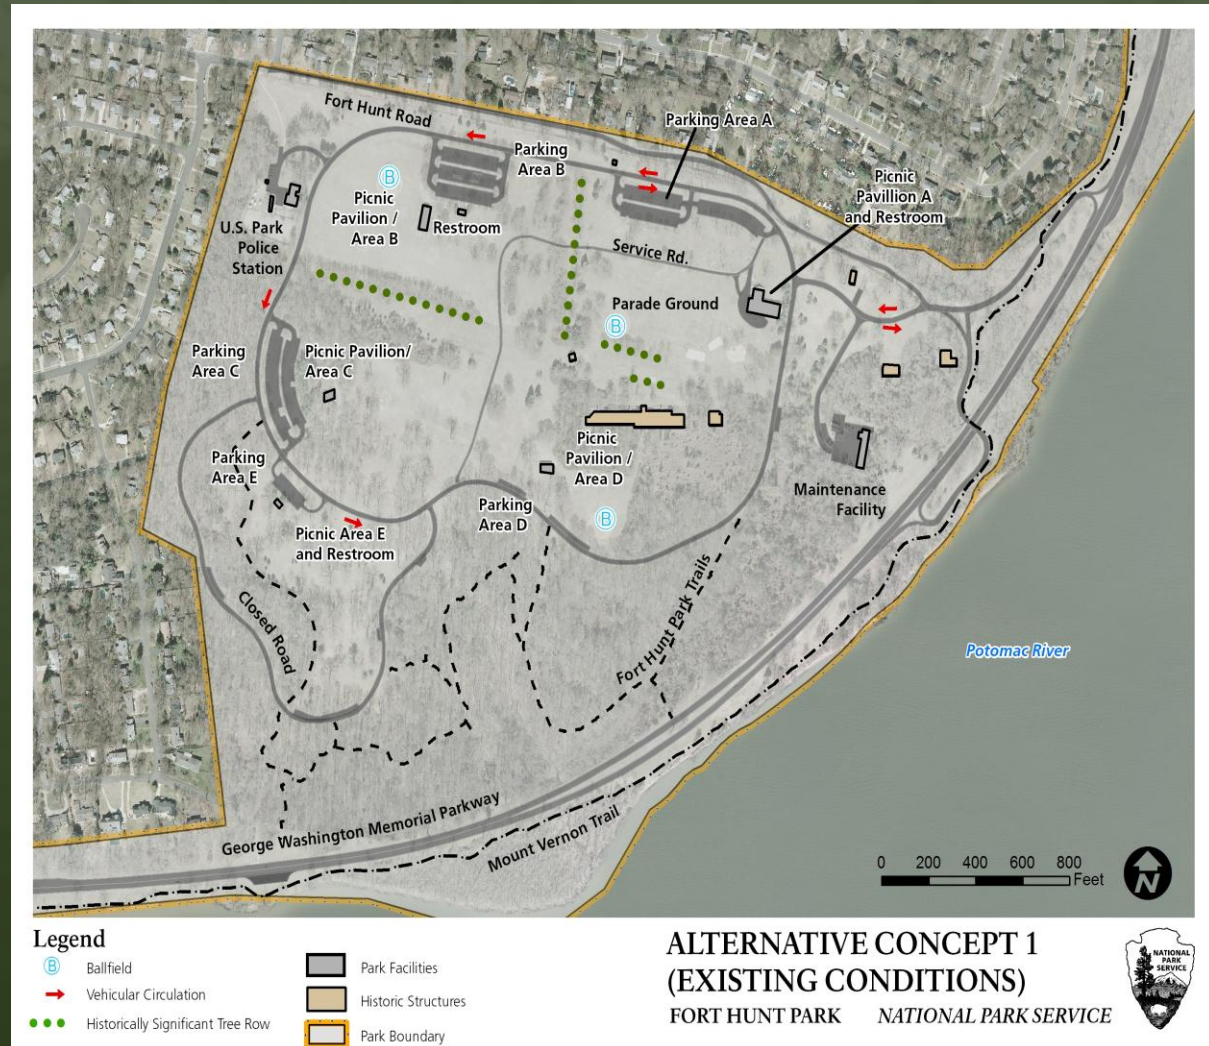 Fort Hunt Road
Parking Area A
Parking
Area B
Picnic
Pavillion A
and Restroom
B
Picnic
Pavilion /
Area B
Restroom
U.S. Park
Police
Station
Service Rd.
Parade Ground
B
Parking
Area C
Picnic Pavilion/
Area C
Picnic
Pavilion /
Area D
B
Parking
Area E
Parking
Area D
Maintenance
Facility
Picnic Area E
and Restroom
Closed Road
Fort Hunt Park Trails
Potomac River
George Washington Memorial Parkway
Mount Vernon Trail
0 200 400 600 800
Feet
N
Legend
B Ballfield
Vehicular Circulation
Historically Significant Tree Row
Park Facilities
Historic Structures
Park Boundary
ALTERNATIVE CONCEPT 1
(EXISTING CONDITIONS)
FORT HUNT PARK NATIONAL PARK SERVICE
NATIONAL
PARK
SERVICE